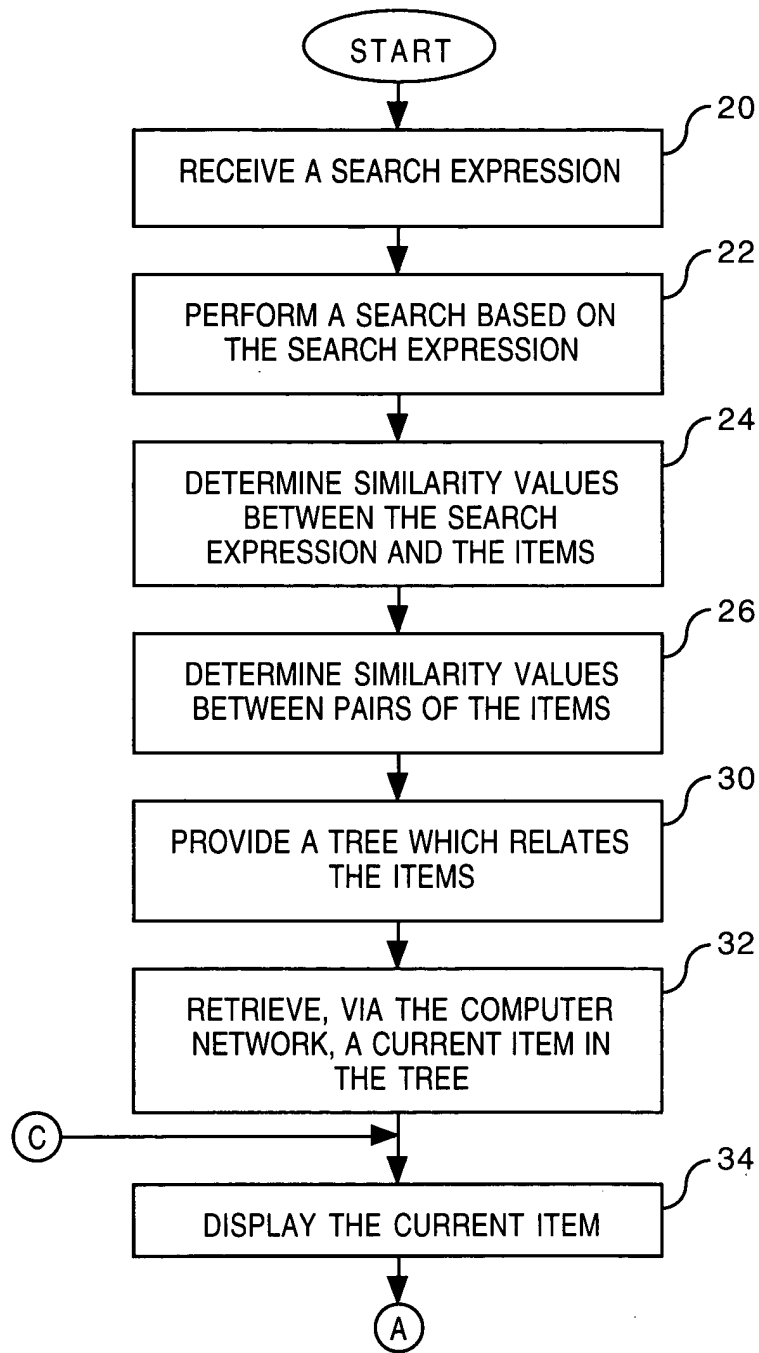 START
20
RECEIVE A SEARCH EXPRESSION
22
PERFORM A SEARCH BASED ON
THE SEARCH EXPRESSION
24
DETERMINE SIMILARITY VALUES
BETWEEN THE SEARCH
EXPRESSION AND THE ITEMS
26
DETERMINE SIMILARITY VALUES
BETWEEN PAIRS OF THE ITEMS
30
PROVIDE A TREE WHICH RELATES
THE ITEMS
32
RETRIEVE, VIA THE COMPUTER
NETWORK, A CURRENT ITEM IN
THE TREE
C
34
DISPLAY THE CURRENT ITEM
A